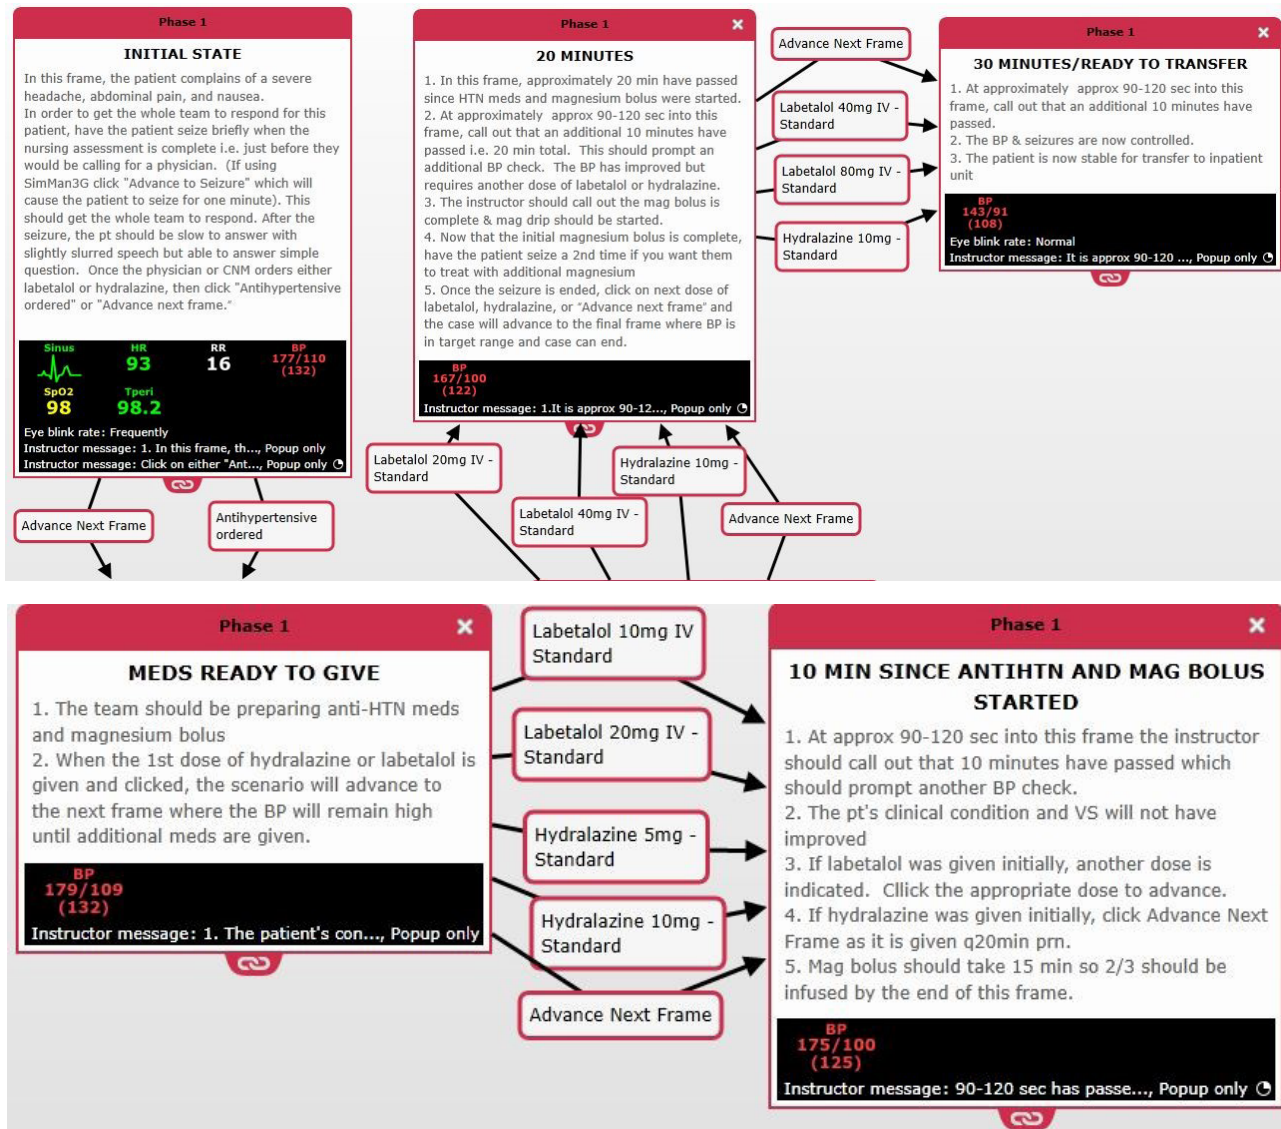 Phase 1
INITIAL STATE
In this frame, the patient complains of a severe
headache, abdominal pain, and nausea.
In order to get the whole team to respond for this
patient, have the patient seize briefly when the
nursing assessment is complete i.e. just before they
would be calling for a physician.  (If using
SimMan3G click "Advance to Seizure" which will
cause the patient to seize for one minute). This
should get the whole team to respond. After the
seizure, the pt should be slow to answer with
slightly slurred speech but able to answer simple
question.  Once the physician or CNM orders either
labetalol or hydralazine, then click "Antihypertensive
ordered" or "Advance next frame."
Sinus HR RR BP
93 16 177/110
(132)
SpO2 Tperi
98 98.2
Eye blink rate: Frequently
Instructor message: 1. In this frame, th..., Popup only
Instructor message: Click on either "Ant..., Popup only
Advance Next Frame
Antihypertensive
ordered
Phase 1
20 MINUTES
1. In this frame, approximately 20 min have passed
since HTN meds and magnesium bolus were started.
2. At approximately  approx 90-120 sec into this
frame, call out that an additional 10 minutes have
passed i.e. 20 min total.  This should prompt an
additional BP check.  The BP has improved but
requires another dose of labetalol or hydralazine.
3. The instructor should call out the mag bolus is
complete & mag drip should be started.
4. Now that the initial magnesium bolus is complete,
have the patient seize a 2nd time if you want them
to treat with additional magnesium
5. Once the seizure is ended, click on next dose of
labetalol, hydralazine, or "Advance next frame" and
the case will advance to the final frame where BP is
in target range and case can end.
BP
167/100
(122)
Instructor message: 1.It is approx 90-12..., Popup only
Labetalol 20mg IV -
Standard
Labetalol 40mg IV -
Standard
Hydralazine 10mg -
Standard
Advance Next Frame
Advance Next Frame
Labetalol 40mg IV -
Standard
Labetalol 80mg IV -
Standard
Hydralazine 10mg -
Standard
Phase 1
30 MINUTES/READY TO TRANSFER
1. At approximately  approx 90-120 sec into this
frame, call out that an additional 10 minutes have
passed.
2. The BP & seizures are now controlled.
3. The patient is now stable for transfer to inpatient
unit
BP
143/91
(108)
Eye blink rate: Normal
Instructor message: It is approx 90-120 ..., Popup only
Phase 1
MEDS READY TO GIVE
1. The team should be preparing anti-HTN meds
and magnesium bolus
2. When the 1st dose of hydralazine or labetalol is
given and clicked, the scenario will advance to
the next frame where the BP will remain high
until additional meds are given.
BP
179/109
(132)
Instructor message: 1. The patient's con..., Popup only
Labetalol 10mg IV
Standard
Labetalol 20mg IV -
Standard
Hydralazine 5mg -
Standard
Hydralazine 10mg -
Standard
Advance Next Frame
Phase 1
10 MIN SINCE ANTIHTN AND MAG BOLUS
STARTED
1. At approx 90-120 sec into this frame the instructor
should call out that 10 minutes have passed which
should prompt another BP check.
2. The pt's clinical condition and VS will not have
improved
3. If labetalol was given initially, another dose is
indicated.  Cllick the appropriate dose to advance.
4. If hydralazine was given initially, click Advance Next
Frame as it is given q20min prn.
5. Mag bolus should take 15 min so 2/3 should be
infused by the end of this frame.
BP
175/100
(125)
Instructor message: 90-120 sec has passe..., Popup only